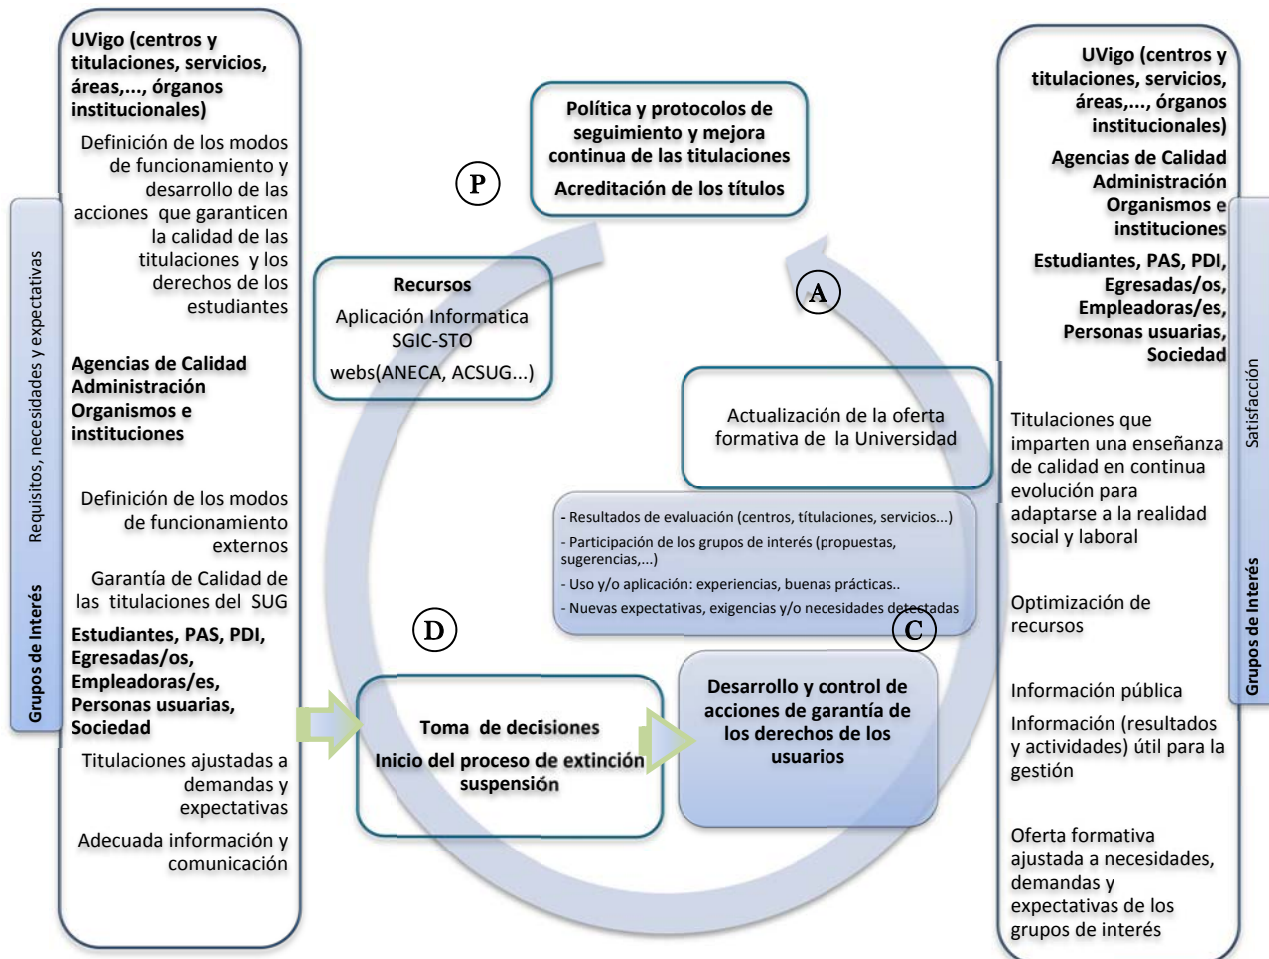 Requisitos, necesidades y expectativas
Grupos de Interés
UVigo (centros y
titulaciones, servicios,
áreas,..., órganos
institucionales)
Definición de los modos
de funcionamiento y
desarrollo de las
acciones que garanticen
la calidad de las
titulaciones y los
derechos de los
estudiantes
Agencias de Calidad
Administración
Organismos e
instituciones
Definición de los modos
de funcionamiento
externos
Garantía de Calidad de
las titulaciones del SUG
Estudiantes, PAS, PDI,
Egresadas/os,
Empleadoras/es,
Personas usuarias,
Sociedad
Titulaciones ajustadas a
demandas y
expectativas
Adecuada información y
comunicación
P
Política y protocolos de
seguimiento y mejora
continua de las titulaciones
Acreditación de los títulos
Recursos
Aplicación Informatica
SGIC-STO
webs(ANECA, ACSUG...)
A
Actualización de la oferta
formativa de la Universidad
- Resultados de evaluación (centros, títulaciones, servicios...)
- Participación de los grupos de interés (propuestas,
sugerencias,...)
- Uso y/o aplicación: experiencias, buenas prácticas..
- Nuevas expectativas, exigencias y/o necesidades detectadas
D
C
Toma de decisiones
Inicio del proceso de extinción
suspensión
Desarrollo y control de
acciones de garantía de
los derechos de los
usuarios
UVigo (centros y
titulaciones, servicios,
áreas,..., órganos
institucionales)
Agencias de Calidad
Administración
Organismos e
instituciones
Estudiantes, PAS, PDI,
Egresadas/os,
Empleadoras/es,
Personas usuarias,
Sociedad
Titulaciones que
imparten una enseñanza
de calidad en continua
evolución para
adaptarse a la realidad
social y laboral
Optimización de
recursos
Información pública
Información (resultados
y actividades) útil para la
gestión
Oferta formativa
ajustada a necesidades,
demandas y
expectativas de los
grupos de interés
Satisfacción
Grupos de Interés